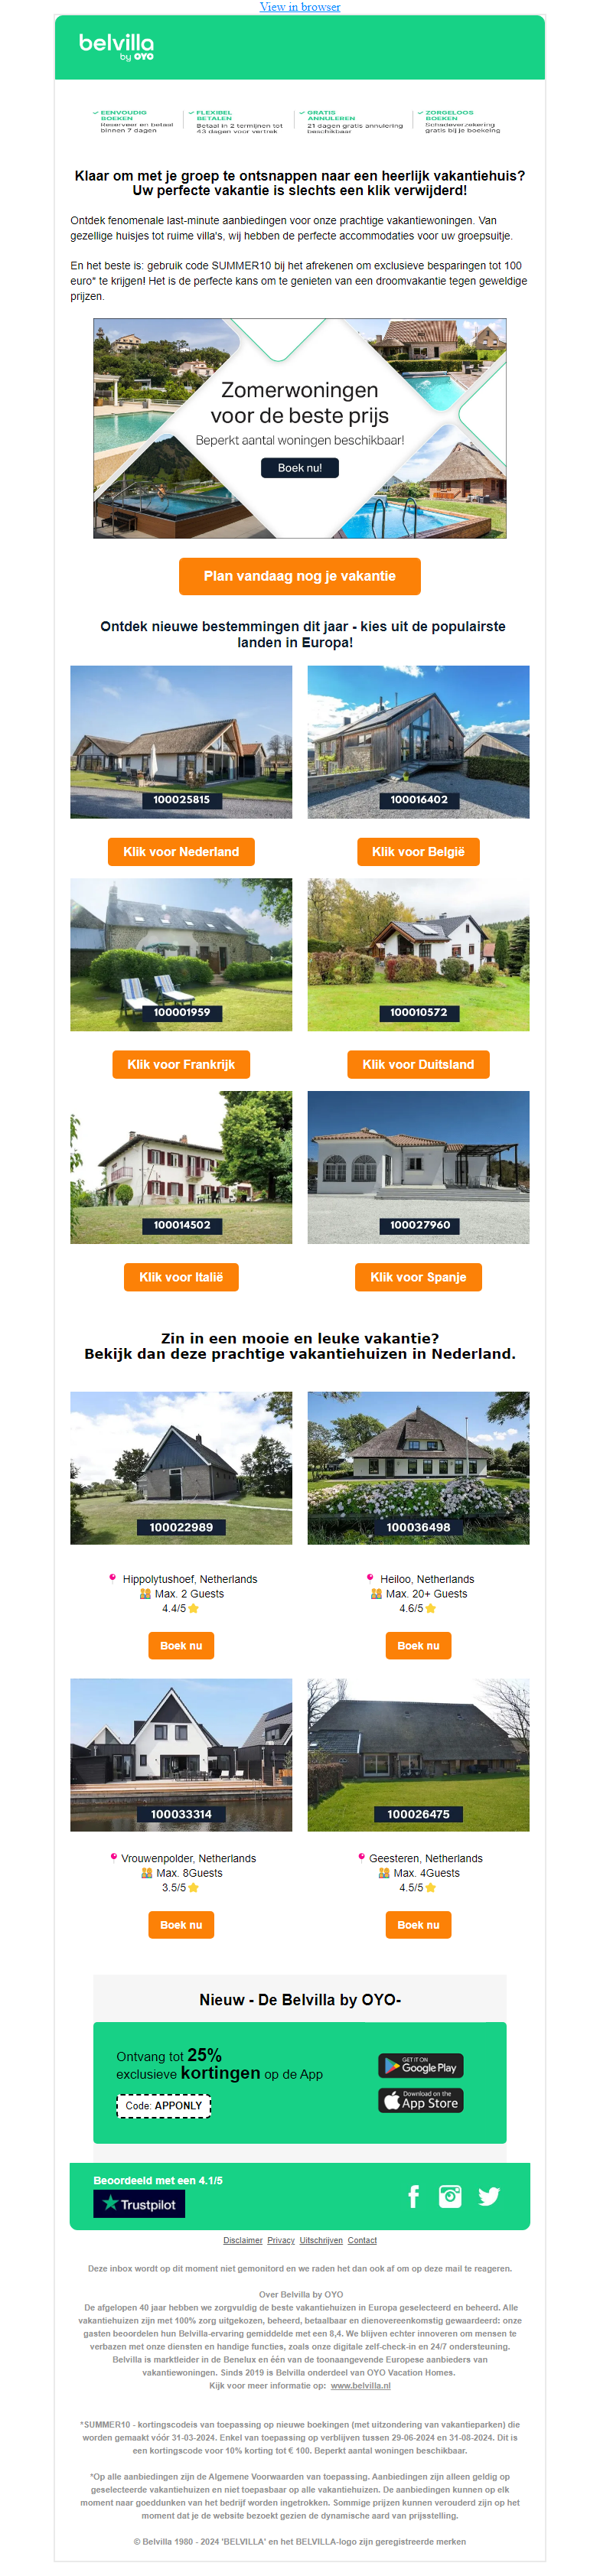 View in browser
belvilla
by OYO
EENVOUDIG BOEKEN
Reserveer en betaal
binnen 7 dagen
FLEXIBEL BETALEN
Betaal in 2 termijnen tot
43 dagen voor vertrek
GRATIS ANNULEREN
21 dagen gratis annulering
beschikbaar
ZORGELOOS BOEKEN
Schadeverzekering
gratis bij je boekeing
Klaar om met je groep te ontsnappen naar een heerlijk vakantiehuis?
Uw perfecte vakantie is slechts een klik verwijderd!
Ontdek fenomenale last-minute aanbiedingen voor onze prachtige vakantiewoningen. Van
gezellige huisjes tot ruime villa's, wij hebben de perfecte accommodaties voor uw groepsuitje.
En het beste is: gebruik code SUMMER10 bij het afrekenen om exclusieve besparingen tot 100
euro* te krijgen! Het is de perfecte kans om te genieten van een droomvakantie tegen geweldige
prijzen.
Zomerwoningen
voor de beste prijs
Beperkt aantal woningen beschikbaar!
Boek nu!
Plan vandaag nog je vakantie
Ontdek nieuwe bestemmingen dit jaar - kies uit de populairste
landen in Europa!
100025815
100016402
Klik voor Nederland
Klik voor België
100001959
100010572
Klik voor Frankrijk
Klik voor Duitsland
100014502
100027960
Klik voor Italië
Klik voor Spanje
Zin in een mooie en leuke vakantie?
Bekijk dan deze prachtige vakantiehuizen in Nederland.
100022989
100036498
Hippolytushoef, Netherlands
Max. 2 Guests
4.4/5
Heiloo, Netherlands
Max. 20+ Guests
4.6/5
Boek nu
Boek nu
100033314
100026475
Vrouwenpolder, Netherlands
Max. 8Guests
3.5/5
Geesteren, Netherlands
Max. 4Guests
4.5/5
Boek nu
Boek nu
Nieuw - De Belvilla by OYO-
Ontvang tot 25%
exclusieve kortingen op de App
Code: APPONLY
GET IT ON
Google Play
Download on the
App Store
Beoordeeld met een 4.1/5
Trustpilot
Disclaimer Privacy Uitschrijven Contact
Deze inbox wordt op dit moment niet gemonitord en we raden het dan ook af om op deze mail te reageren.
Over Belvilla by OYO
De afgelopen 40 jaar hebben we zorgvuldig de beste vakantiehuizen in Europa geselecteerd en beheerd. Alle
vakantiehuizen zijn met 100% zorg uitgekozen, beheerd, betaalbaar en dienovereenkomstig gewaardeerd: onze
gasten beoordelen hun Belvilla-ervaring gemiddelde met een 8,4. We blijven echter innoveren om mensen te
verbazen met onze diensten en handige functies, zoals onze digitale zelf-check-in en 24/7 ondersteuning.
Belvilla is marktleider in de Benelux en één van de toonaangevende Europese aanbieders van
vakantiewoningen. Sinds 2019 is Belvilla onderdeel van OYO Vacation Homes.
Kijk voor meer informatie op: www.belvilla.nl
*SUMMER10 - kortingscodeis van toepassing op nieuwe boekingen (met uitzondering van vakantieparken) die
worden gemaakt vóór 31-03-2024. Enkel van toepassing op verblijven tussen 29-06-2024 en 31-08-2024. Dit is
een kortingscode voor 10% korting tot € 100. Beperkt aantal woningen beschikbaar.
*Op alle aanbiedingen zijn de Algemene Voorwaarden van toepassing. Aanbiedingen zijn alleen geldig op
geselecteerde vakantiehuizen en niet toepasbaar op alle vakantiehuizen. De aanbiedingen kunnen op elk
moment naar goeddunken van het bedrijf worden ingetrokken. Sommige prijzen kunnen veranderd zijn op het
moment dat je de website bezoekt gezien de dynamische aard van prijsstelling.
© Belvilla 1980 - 2024 'BELVILLA' en het BELVILLA-logo zijn geregistreerde merken